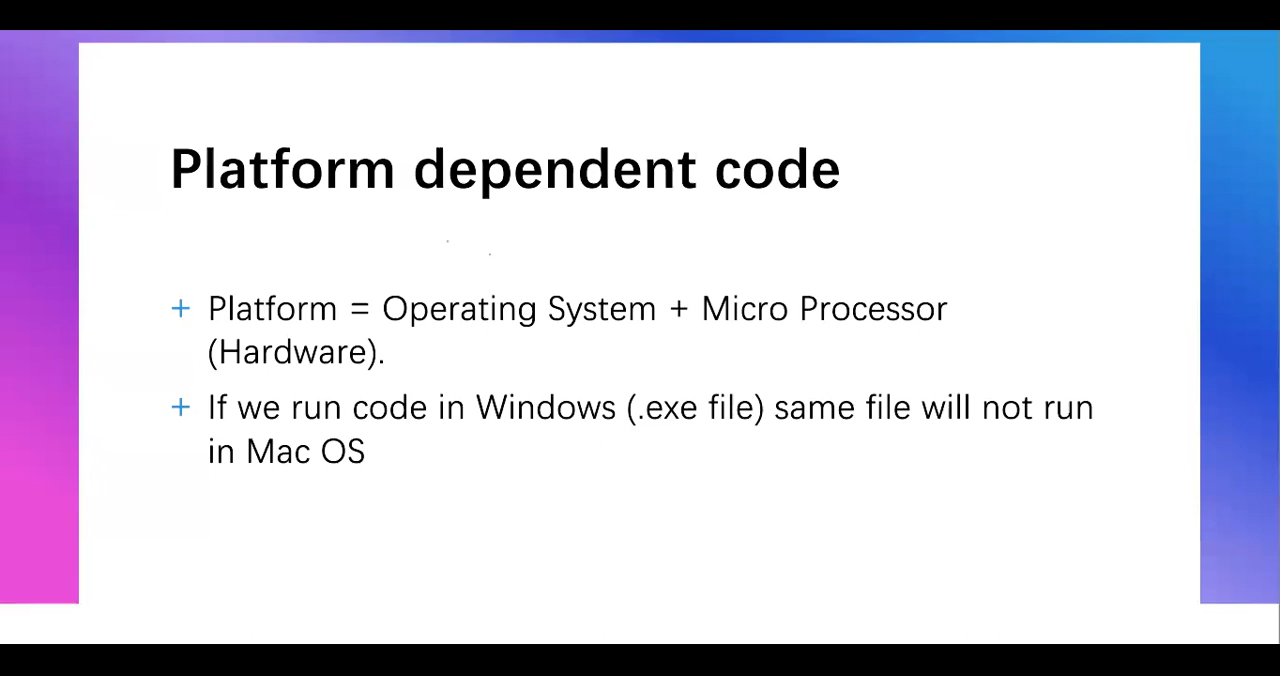 Platform dependent code
+ Platform = Operating System + Micro Processor
(Hardware).
+ If we run code in Windows (.exe file) same file will not run
in Mac OS